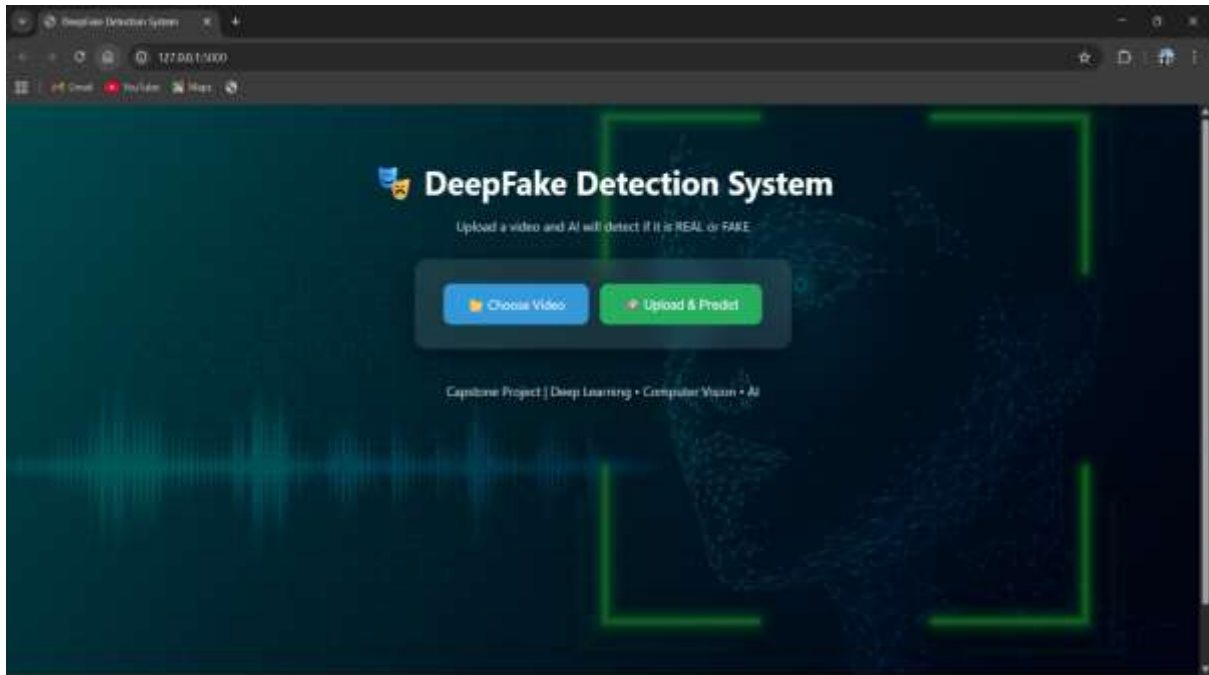 DeepFake Detection System
127.0.0.1:5000
Gmail YouTube Maps
DeepFake Detection System
Upload a video and AI will detect if it is REAL or FAKE
Choose Video
Upload & Predict
Capstone Project | Deep Learning • Computer Vision • AI